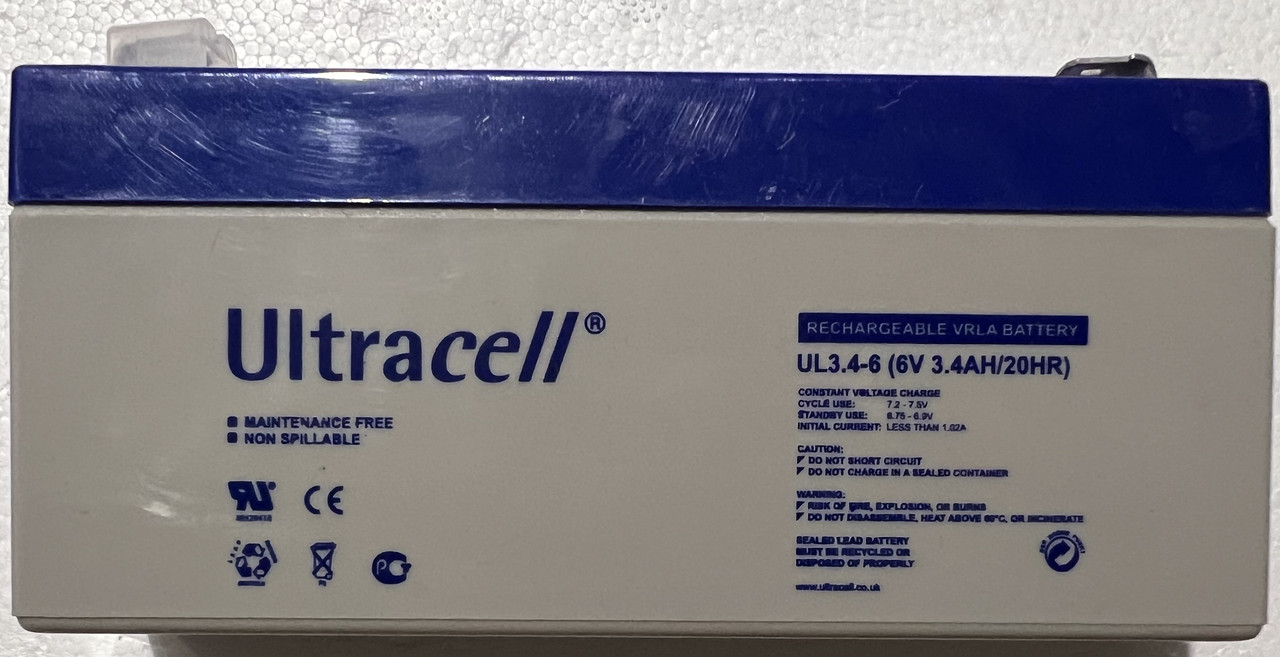 Ultracell®
MAINTENANCE FREE
NON SPILLABLE
CE
Pb
RECHARGEABLE VRLA BATTERY
UL3.4-6 (6V 3.4AH/20HR)
CONSTANT VOLTAGE CHARGE
CYCLE USE: 7.2 - 7.5V
STANDBY USE: 6.75 - 6.9V
INITIAL CURRENT: LESS THAN 1.02A
CAUTION:
DO NOT SHORT CIRCUIT
DO NOT CHARGE IN A SEALED CONTAINER
WARNING:
RISK OF FIRE, EXPLOSION, OR BURNS
DO NOT DISASSEMBLE, HEAT ABOVE 60°C, OR INCINERATE
SEALED LEAD BATTERY
MUST BE RECYCLED OR
DISPOSED OF PROPERLY
www.ultracell.co.uk